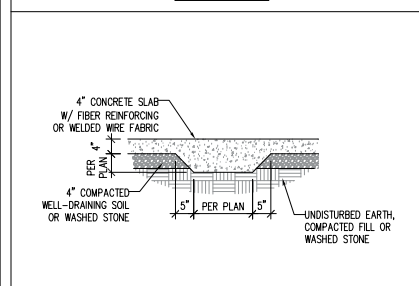 4" CONCRETE SLAB
W/ FIBER REINFORCING
OR WELDED WIRE FABRIC
4"
PER
PLAN
4" COMPACTED
WELL-DRAINING SOIL
OR WASHED STONE
5"
PER PLAN
5"
UNDISTURBED EARTH,
COMPACTED FILL OR
WASHED STONE